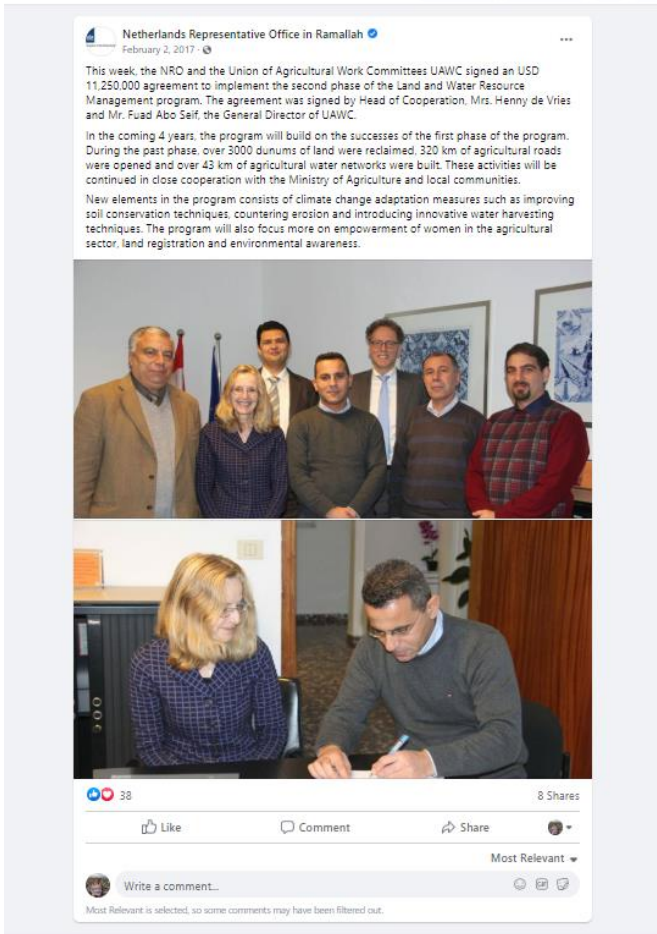 Netherlands Representative Office in Ramallah
February 2, 2017 ·
This week, the NRO and the Union of Agricultural Work Committees UAWC signed an USD
11,250.000 agreement to implement the second phase of the Land and Water Resource
Management program. The agreement was signed by Head of Cooperation, Mrs. Henny de Vries
and Mr. Fuad Abo Seif, the General Director of UAWC.
In the coming 4 years, the program will build on the successes of the first phase of the program.
During the past phase, over 3000 dunums of land were reclaimed, 320 km of agricultural roads
were opened and over 43 km of agricultural water networks were built. These activities will be
continued in close cooperation with the Ministry of Agriculture and local communities.
New elements in the program consists of climate change adaptation measures such as improving
soil conservation techniques, countering erosion and introducing innovative water harvesting
techniques. The program will also focus more on empowerment of women in the agricultural
sector, land registration and environmental awareness.
38
8 Shares
Like
Comment
Share
Most Relevant
Write a comment...
GIF
Most Relevant is selected, so some comments may have been filtered out.